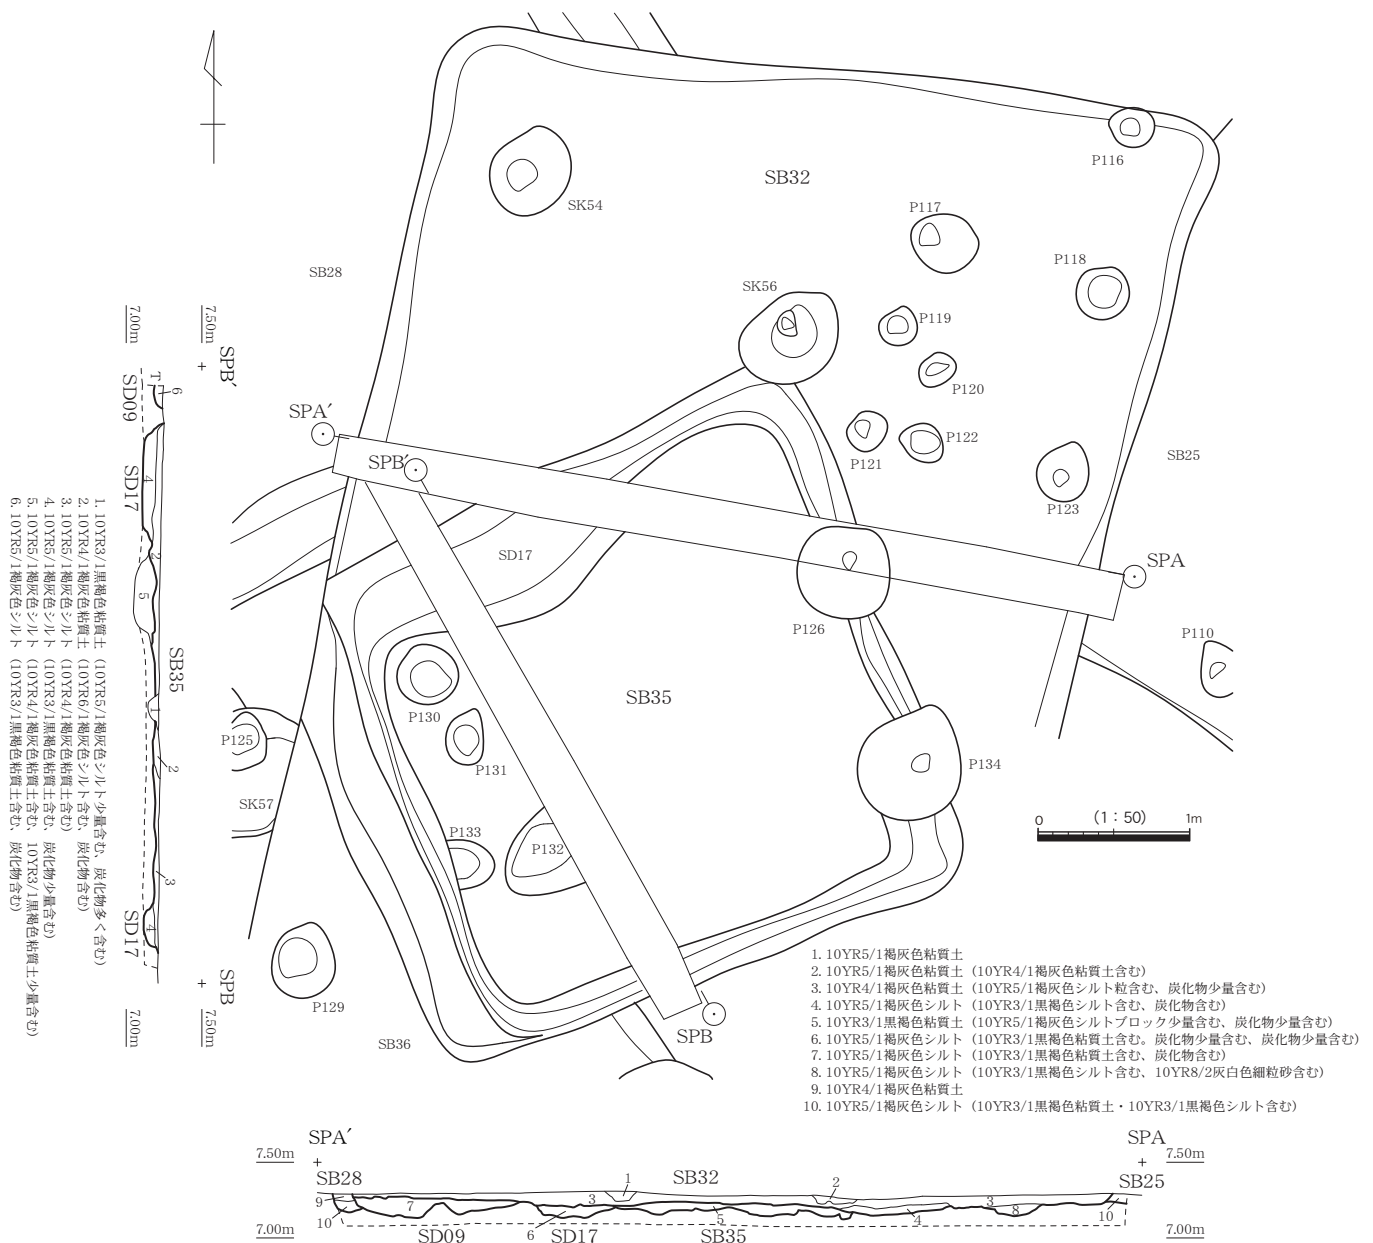 SB32
P116
SK54
P117
SB28
P118
SK56
P119
P120
P121
P122
SB25
P123
SPA′
SPB′
SD17
SPA
P126
P110
SB35
P130
P125
P131
P134
SK57
P133
P132
0 (1：50) 1m
P129
SB36
SPB
7.00m
7.50m
SPB′
SD09
T
6
SD17
4
2
5
SB35
1
2
3
SD17
4
SPB
7.00m
7.50m
1. 10YR3/1黒褐色粘質土（10YR5/1褐灰色シルト少量含む、炭化物多く含む）
2. 10YR4/1褐灰色粘質土（10YR6/1褐灰色シルト含む、炭化物含む）
3. 10YR5/1褐灰色シルト（10YR4/1褐灰色粘質土含む）
4. 10YR5/1褐灰色シルト（10YR3/1黒褐色粘質土含む、炭化物少量含む）
5. 10YR5/1褐灰色シルト（10YR4/1褐灰色粘質土含む、10YR3/1黒褐色粘質土少量含む）
6. 10YR5/1褐灰色シルト（10YR3/1黒褐色粘質土含む、炭化物含む）
1. 10YR5/1褐灰色粘質土
2. 10YR5/1褐灰色粘質土（10YR4/1褐灰色粘質土含む）
3. 10YR4/1褐灰色粘質土（10YR5/1褐灰色シルト粒含む、炭化物少量含む）
4. 10YR5/1褐灰色シルト（10YR3/1黒褐色シルト含む、炭化物含む）
5. 10YR3/1黒褐色粘質土（10YR5/1褐灰色シルトブロック少量含む、炭化物少量含む）
6. 10YR5/1褐灰色シルト（10YR3/1黒褐色粘質土含む。炭化物少量含む、炭化物少量含む）
7. 10YR5/1褐灰色シルト（10YR3/1黒褐色粘質土含む、炭化物含む）
8. 10YR5/1褐灰色シルト（10YR3/1黒褐色シルト含む、10YR8/2灰白色細粒砂含む）
9. 10YR4/1褐灰色粘質土
10. 10YR5/1褐灰色シルト（10YR3/1黒褐色粘質土・10YR3/1黒褐色シルト含む）
SPA′ SPA
7.50m 7.50m
SB28 1 SB32 2 SB25
9 3 3
10 7 5 4 8 10
7.00m SD09 6 SD17 SB35 7.00m